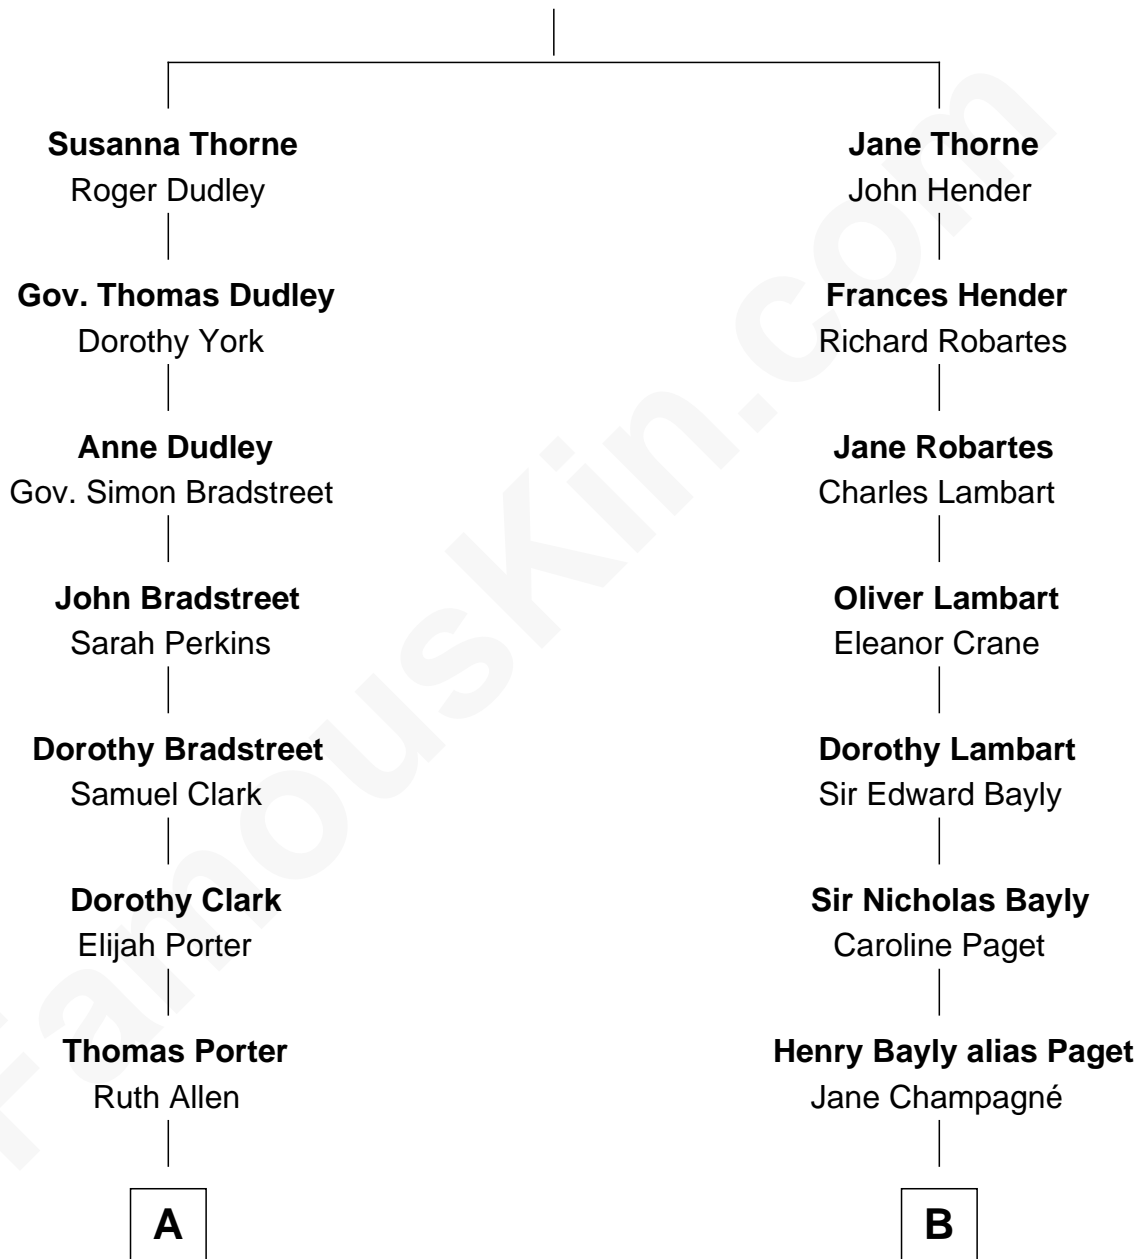 Susanna Thorne
Roger Dudley
Gov. Thomas Dudley
Dorothy York
Anne Dudley
Gov. Simon Bradstreet
John Bradstreet
Sarah Perkins
Dorothy Bradstreet
Samuel Clark
Dorothy Clark
Elijah Porter
Thomas Porter
Ruth Allen
A
Jane Thorne
John Hender
Frances Hender
Richard Robartes
Jane Robartes
Charles Lambart
Oliver Lambart
Eleanor Crane
Dorothy Lambart
Sir Edward Bayly
Sir Nicholas Bayly
Caroline Paget
Henry Bayly alias Paget
Jane Champagné
B
FamousKin.com